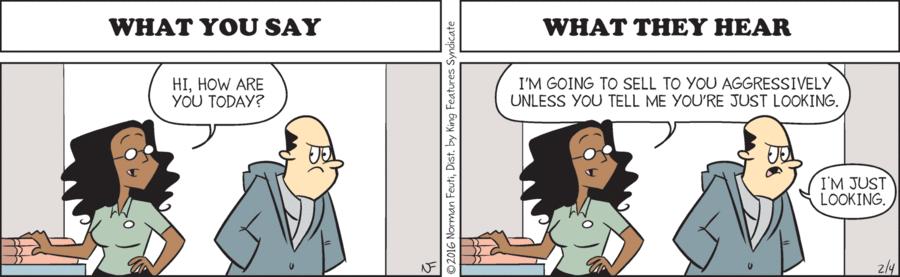 WHAT YOU SAY
HI, HOW ARE
YOU TODAY?
NF
©2016 Norman Feuti, Dist. by King Features Syndicate
WHAT THEY HEAR
I'M GOING TO SELL TO YOU AGGRESSIVELY
UNLESS YOU TELL ME YOU'RE JUST LOOKING.
I'M JUST
LOOKING.
2/4